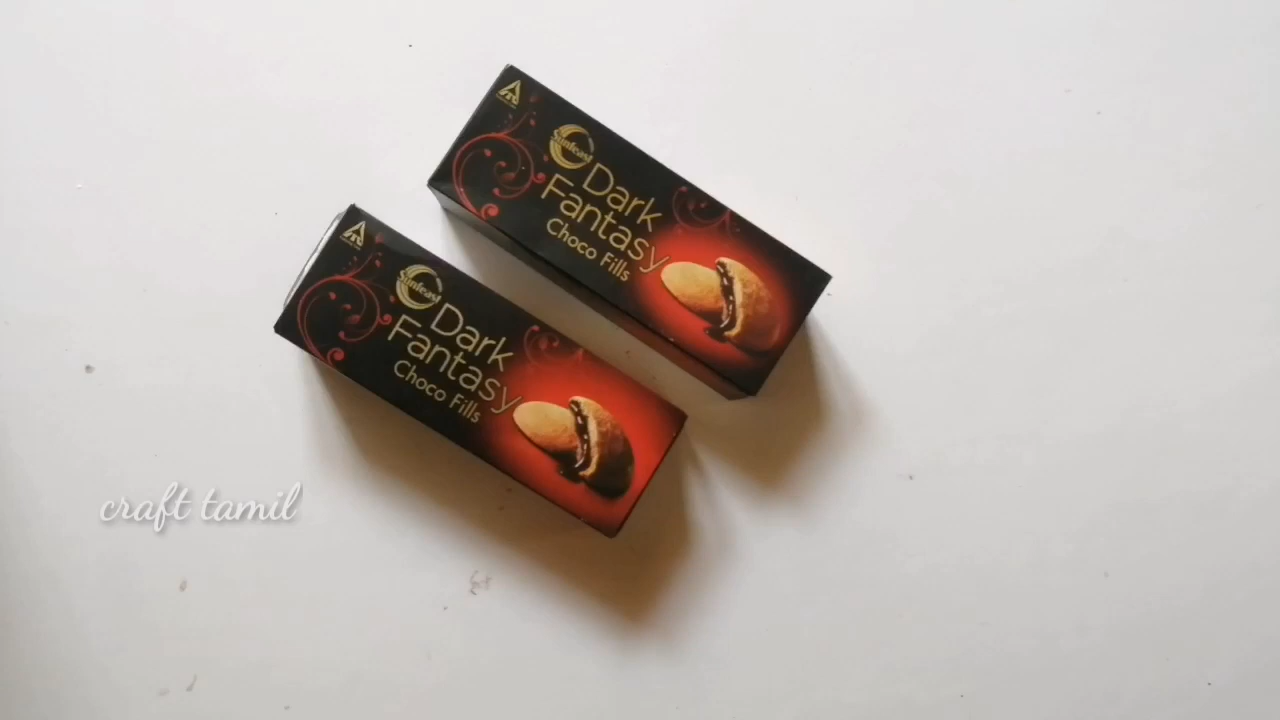 Sunfeast
Dark
Fantasy
Choco Fills
Sunfeast
Dark
Fantasy
Choco Fills
craft tamil